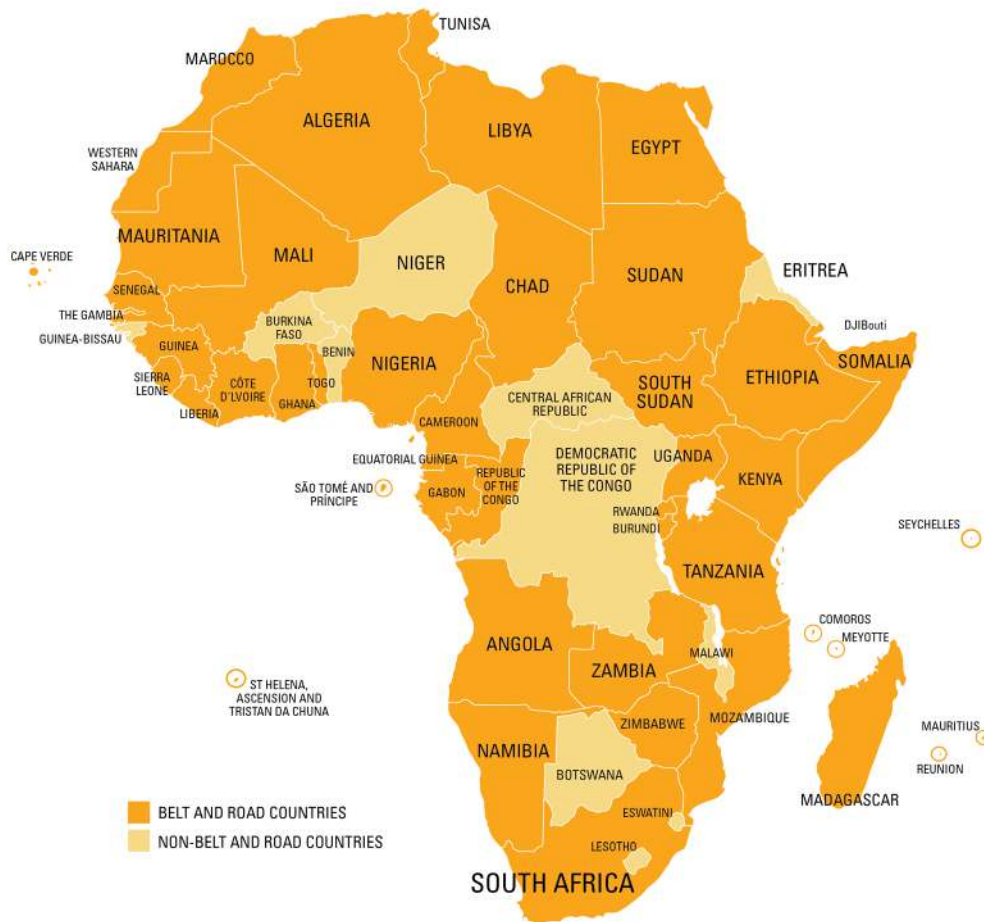 TUNISA
MAROCCO
ALGERIA
LIBYA
EGYPT
WESTERN
SAHARA
MAURITANIA
MALI
NIGER
CHAD
SUDAN
ERITREA
CAPE VERDE
SENEGAL
THE GAMBIA
GUINEA-BISSAU
GUINEA
BURKINA
FASO
BENIN
NIGERIA
DJIBouti
SOMALIA
ETHIOPIA
SIERRA
LEONE
CÔTE
D'LVOIRE
TOGO
GHANA
LIBERIA
CAMEROON
CENTRAL AFRICAN
REPUBLIC
SOUTH
SUDAN
EQUATORIAL GUINEA
SÃO TOMÉ AND
PRÍNCIPE
GABON
REPUBLIC
OF THE
CONGO
DEMOCRATIC
REPUBLIC OF
THE CONGO
UGANDA
KENYA
RWANDA
BURUNDI
TANZANIA
SEYCHELLES
COMOROS
MEYOTTE
ANGOLA
ZAMBIA
MALAWI
ST HELENA,
ASCENSION AND
TRISTAN DA CHUNA
ZIMBABWE
MOZAMBIQUE
MAURITIUS
REUNION
NAMIBIA
BOTSWANA
MADAGASCAR
ESWATINI
LESOTHO
SOUTH AFRICA
BELT AND ROAD COUNTRIES
NON-BELT AND ROAD COUNTRIES